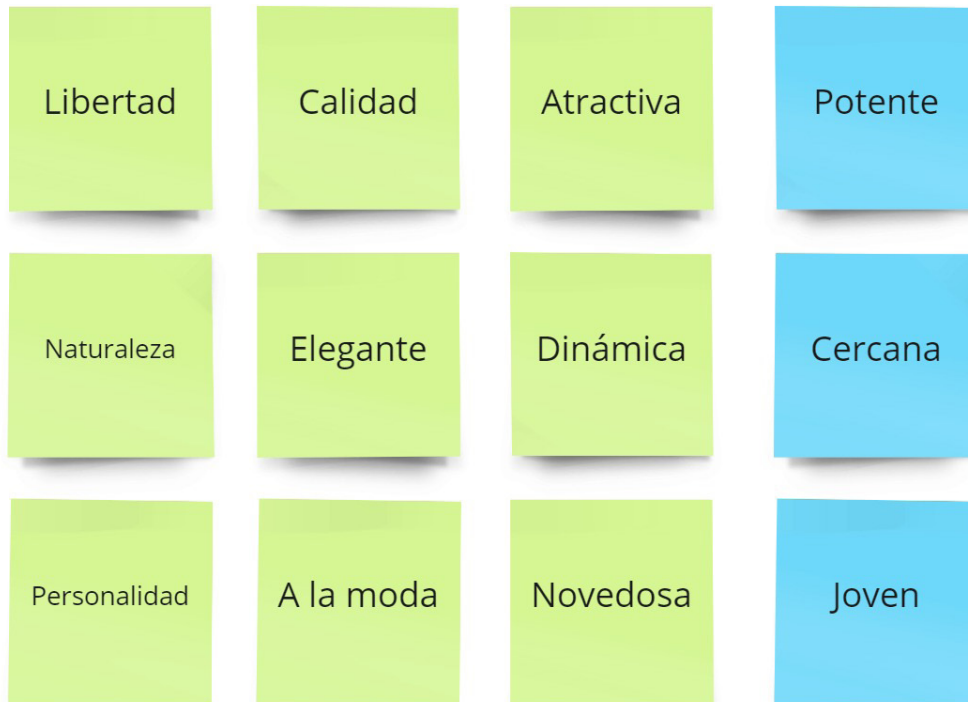 Libertad
Calidad
Atractiva
Potente
Naturaleza
Elegante
Dinámica
Cercana
Personalidad
A la moda
Novedosa
Joven